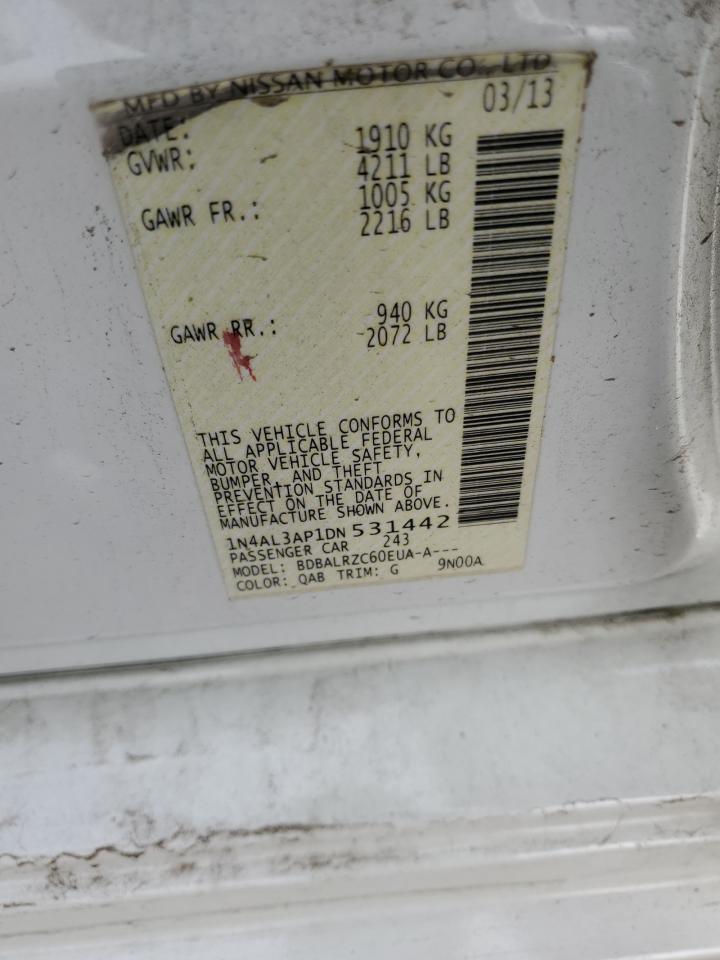 MFD BY NISSAN MOTOR CO., LTD
DATE: 03/13
GVWR: 1910 KG
4211 LB
GAWR FR.: 1005 KG
2216 LB
GAWR RR.: 940 KG
2072 LB
THIS VEHICLE CONFORMS TO
ALL APPLICABLE FEDERAL
MOTOR VEHICLE SAFETY,
BUMPER, AND THEFT
PREVENTION STANDARDS IN
EFFECT ON THE DATE OF
MANUFACTURE SHOWN ABOVE.
1N4AL3AP1DN531442
PASSENGER CAR 243
MODEL: BDBALRZC60EUA-A---
COLOR: QAB TRIM: G 9N00A